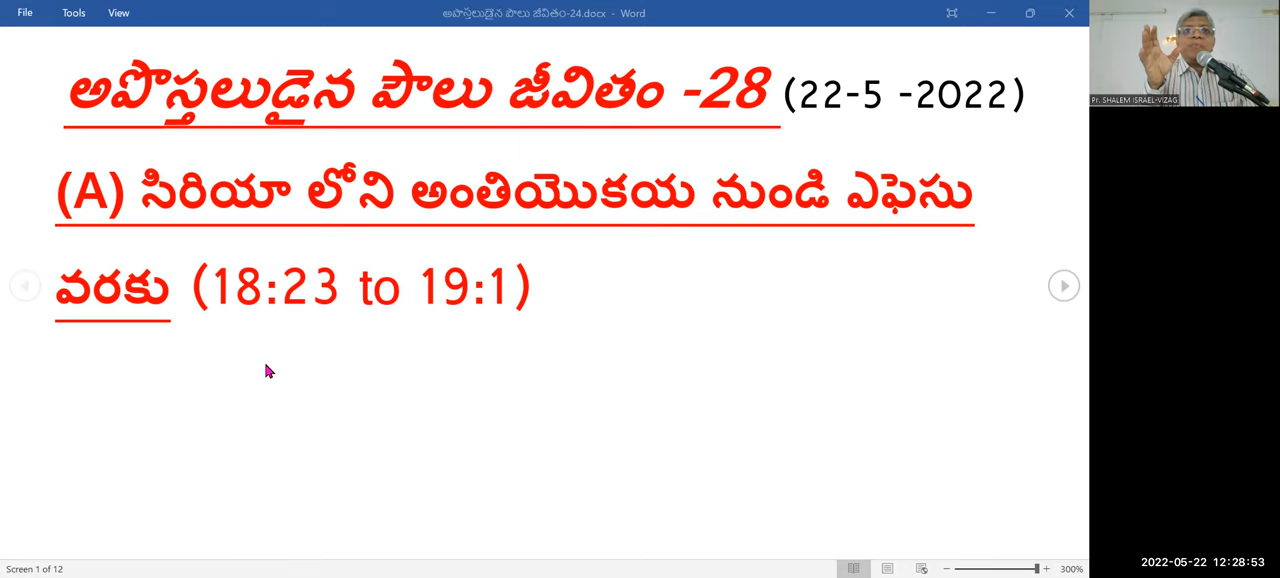 File Tools View అపొస్తలుడైన పౌలు జీవితం-24.docx - Word
అపొస్తలుడైన పౌలు జీవితం -28 (22-5 -2022)
Pr. SHALEM ISRAEL-VIZAG
(A) సిరియా లోని అంతియొకయ నుండి ఎఫెసు
వరకు (18:23 to 19:1)
2022-05-22 12:28:53
Screen 1 of 12 300%